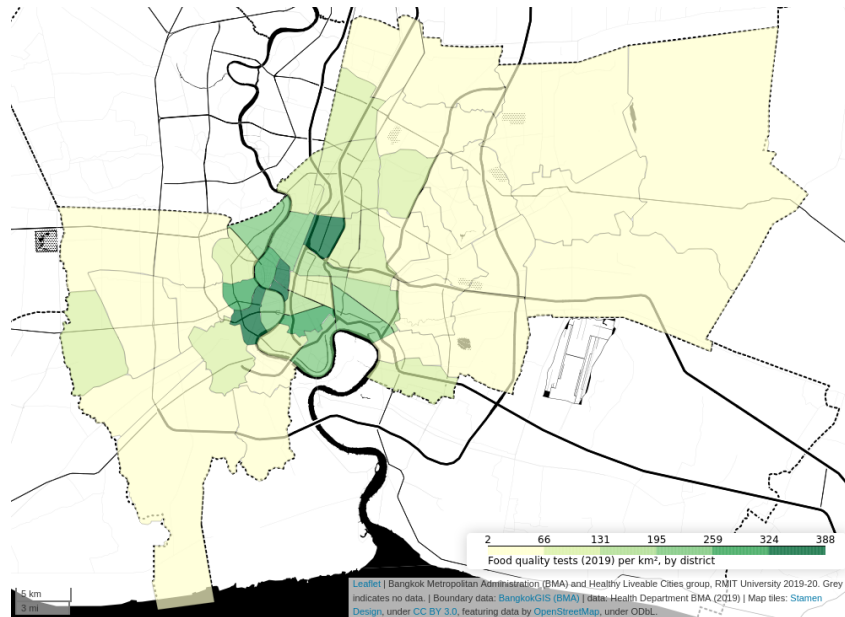 2 66 131 195 259 324 388
Food quality tests (2019) per km², by district
5 km
3 mi
Leaflet | Bangkok Metropolitan Administration (BMA) and Healthy Liveable Cities group, RMIT University 2019-20. Grey
indicates no data. | Boundary data: BangkokGIS (BMA) | data: Health Department BMA (2019) | Map tiles: Stamen
Design, under CC BY 3.0, featuring data by OpenStreetMap, under ODbL.